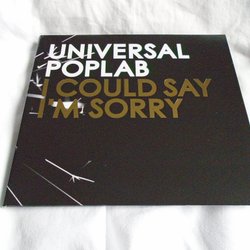 UNIVERSAL
POPLAB
I COULD SAY
I'M SORRY